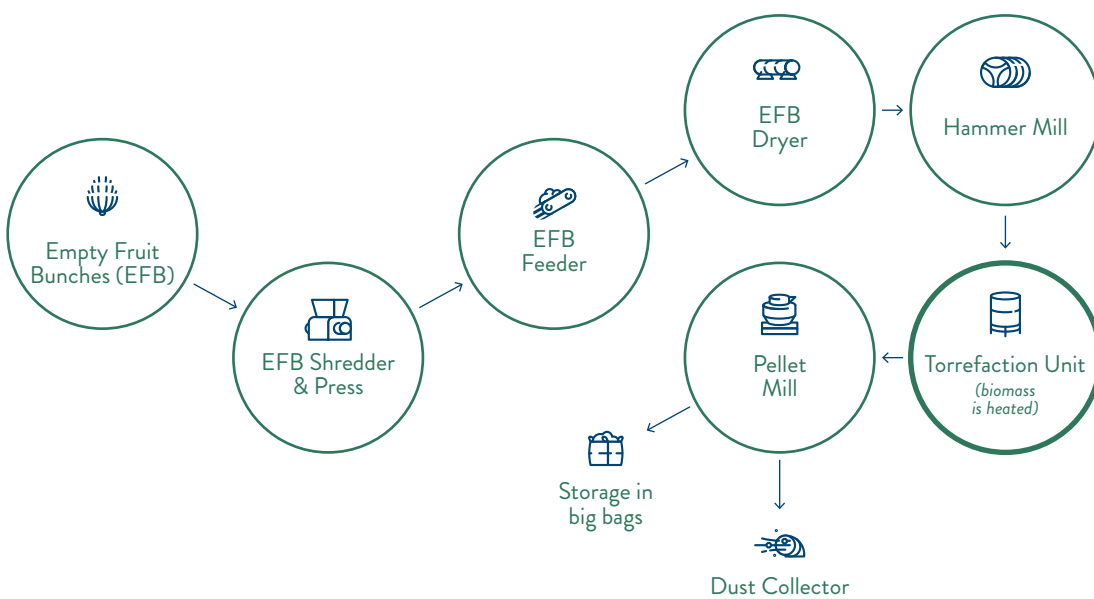 Empty Fruit
Bunches (EFB)
EFB Shredder
& Press
EFB
Feeder
EFB
Dryer
Hammer Mill
Torrefaction Unit
(biomass
is heated)
Pellet
Mill
Storage in
big bags
Dust Collector